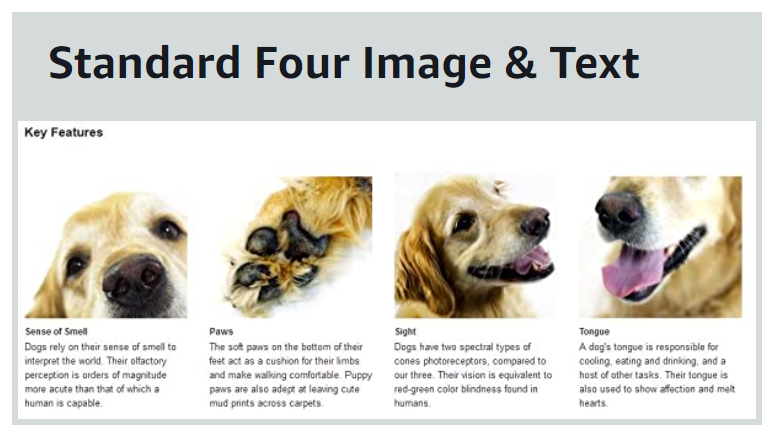 Standard Four Image & Text
Key Features
Sense of Smell
Dogs rely on their sense of smell to
interpret the world. Their olfactory
perception is orders of magnitude
more acute than that of which a
human is capable.
Paws
The soft paws on the bottom of their
feet act as a cushion for their limbs
and make walking comfortable. Puppy
paws are also adept at leaving cute
mud prints across carpets.
Sight
Dogs have two spectral types of
cones photoreceptors, compared to
our three. Their vision is equivalent to
red-green color blindness found in
humans.
Tongue
A dog's tongue is responsible for
cooling, eating and drinking, and a
host of other tasks. Their tongue is
also used to show affection and melt
hearts.